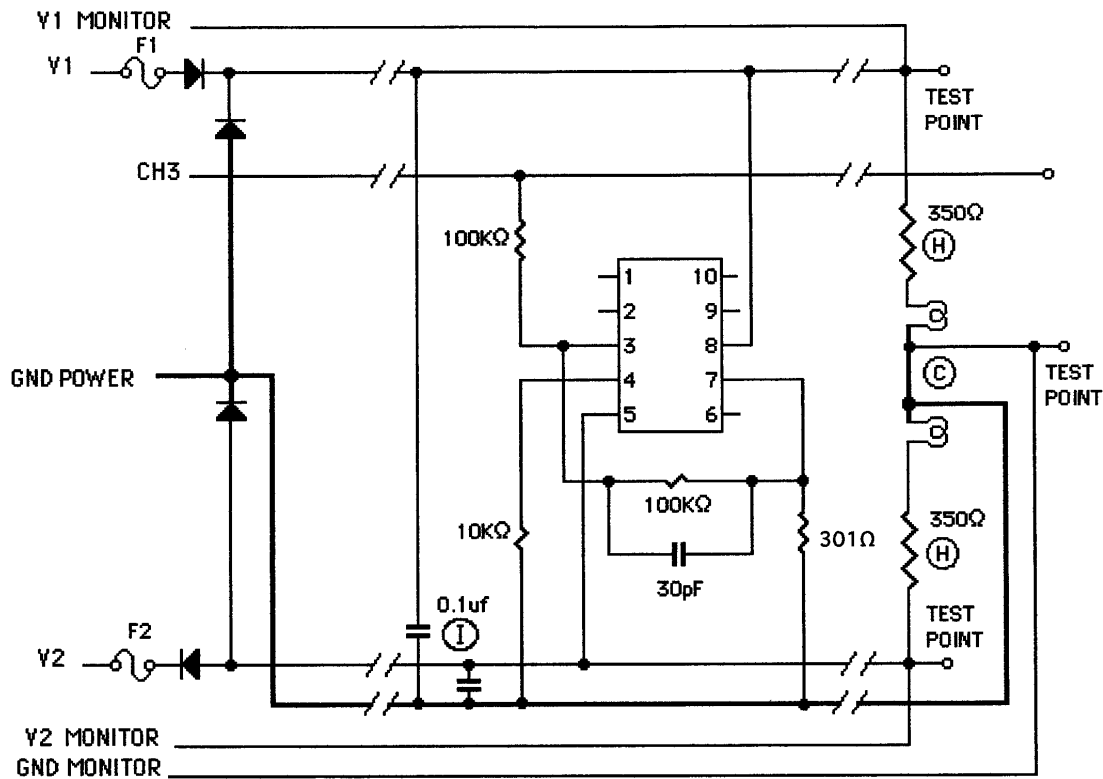 V1 MONITOR
F1
V1
TEST
POINT
CH3
350Ω
H
100KΩ
1 10
2 9
3 8
4 7
5 6
GND POWER
C
TEST
POINT
100KΩ
10KΩ
301Ω
350Ω
H
30pF
0.1uf
I
TEST
POINT
F2
V2
V2 MONITOR
GND MONITOR